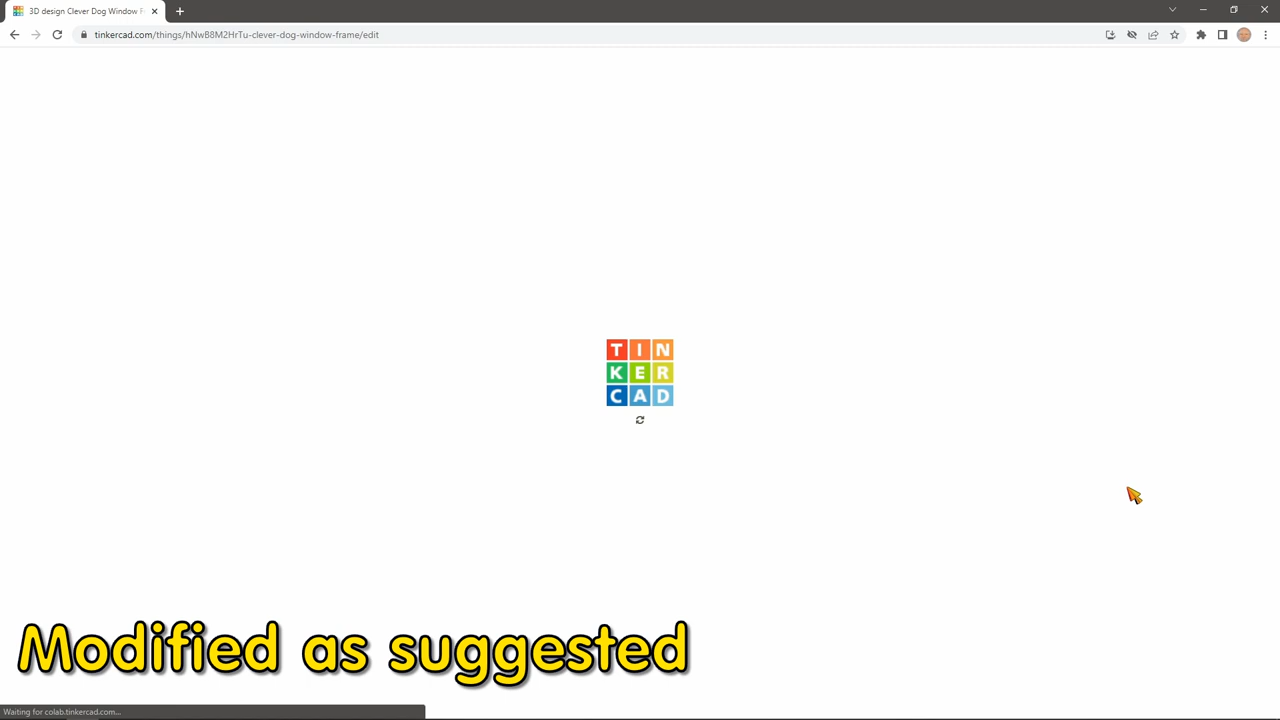 3D design Clever Dog Window F
tinkercad.com/things/hNwB8M2HrTu-clever-dog-window-frame/edit
TIN
KER
CAD
Modified as suggested
Waiting for colab.tinkercad.com...